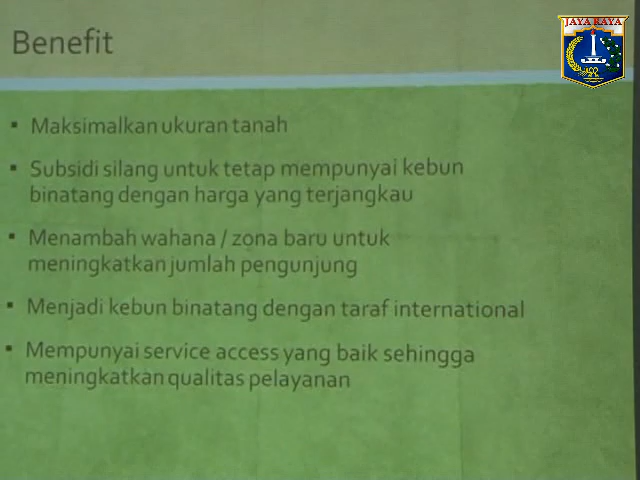 Benefit
JAYA RAYA
▪ Maksimalkan ukuran tanah
▪ Subsidi silang untuk tetap mempunyai kebun
binatang dengan harga yang terjangkau
▪ Menambah wahana / zona baru untuk
meningkatkan jumlah pengunjung
▪ Menjadi kebun binatang dengan taraf international
▪ Mempunyai service access yang baik sehingga
meningkatkan qualitas pelayanan